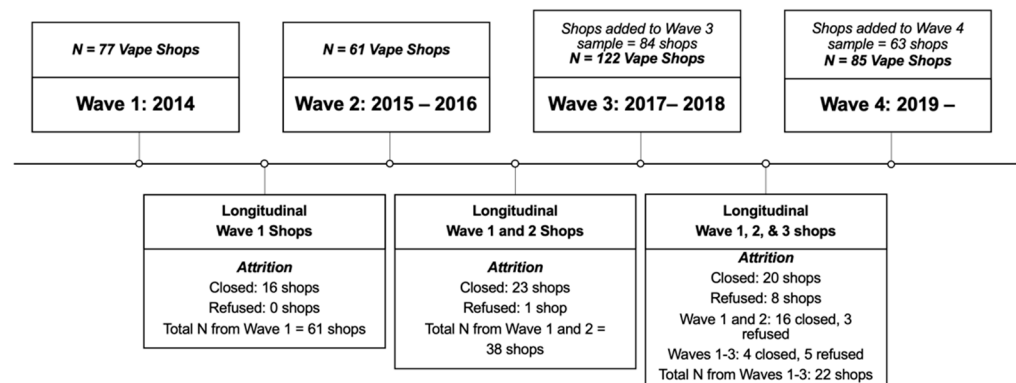 N = 77 Vape Shops
Wave 1: 2014
N = 61 Vape Shops
Wave 2: 2015 – 2016
Shops added to Wave 3
sample = 84 shops
N = 122 Vape Shops
Wave 3: 2017– 2018
Shops added to Wave 4
sample = 63 shops
N = 85 Vape Shops
Wave 4: 2019 –
Longitudinal
Wave 1 Shops
Attrition
Closed: 16 shops
Refused: 0 shops
Total N from Wave 1 = 61 shops
Longitudinal
Wave 1 and 2 Shops
Attrition
Closed: 23 shops
Refused: 1 shop
Total N from Wave 1 and 2 =
38 shops
Longitudinal
Wave 1, 2, & 3 shops
Attrition
Closed: 20 shops
Refused: 8 shops
Wave 1 and 2: 16 closed, 3
refused
Waves 1-3: 4 closed, 5 refused
Total N from Waves 1-3: 22 shops